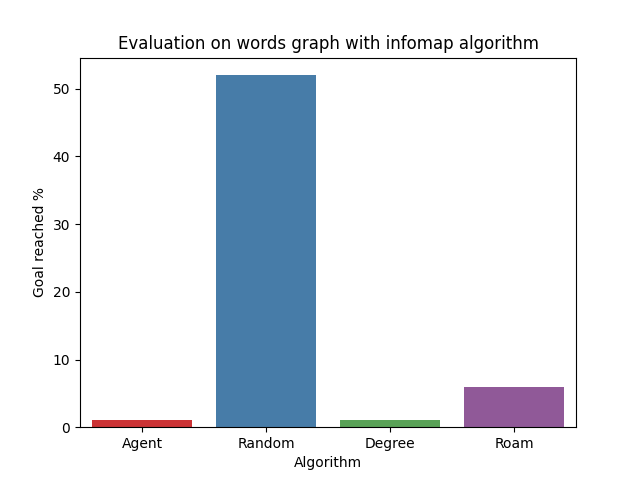 Evaluation on words graph with infomap algorithm
Goal reached %
50
40
30
20
10
0
Agent Random Degree Roam
Algorithm